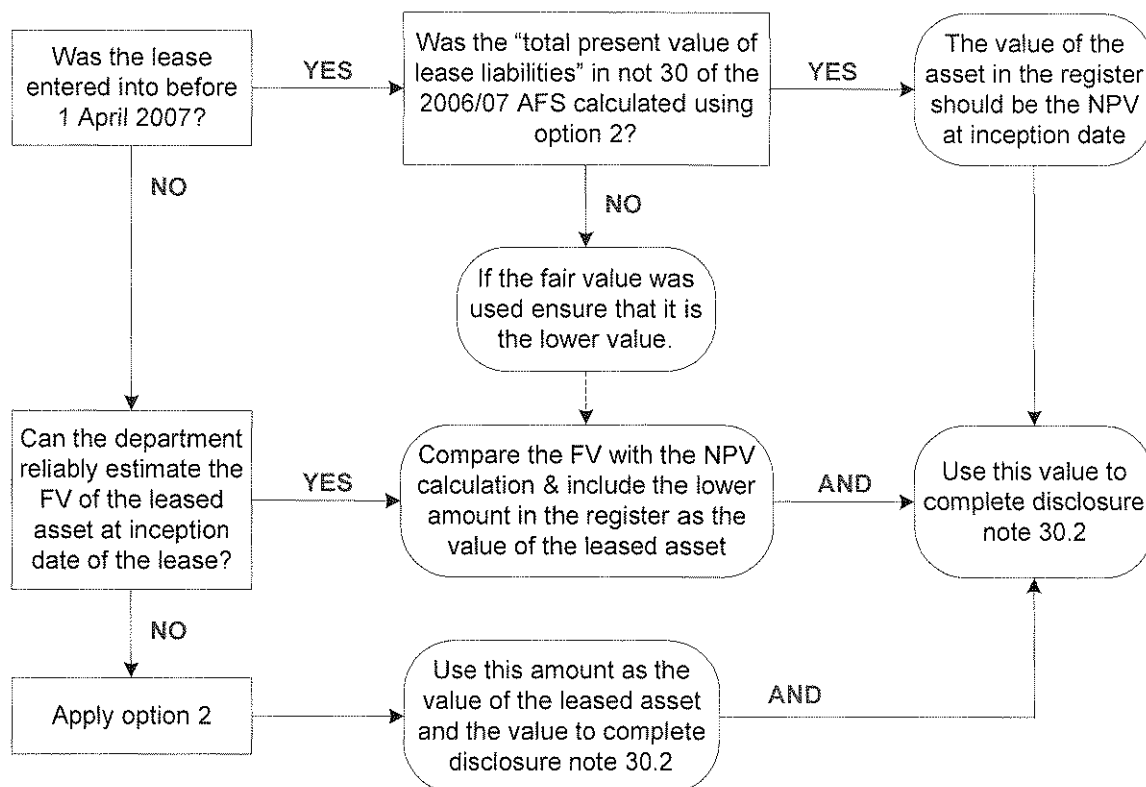 Was the lease
entered into before
1 April 2007?
YES
Was the “total present value of
lease liabilities” in not 30 of the
2006/07 AFS calculated using
option 2?
YES
The value of the
asset in the register
should be the NPV
at inception date
NO
NO
If the fair value was
used ensure that it is
the lower value.
Can the department
reliably estimate the
FV of the leased
asset at inception
date of the lease?
YES
Compare the FV with the NPV
calculation & include the lower
amount in the register as the
value of the leased asset
AND
Use this value to
complete disclosure
note 30.2
NO
Apply option 2
Use this amount as the
value of the leased asset
and the value to complete
disclosure note 30.2
AND